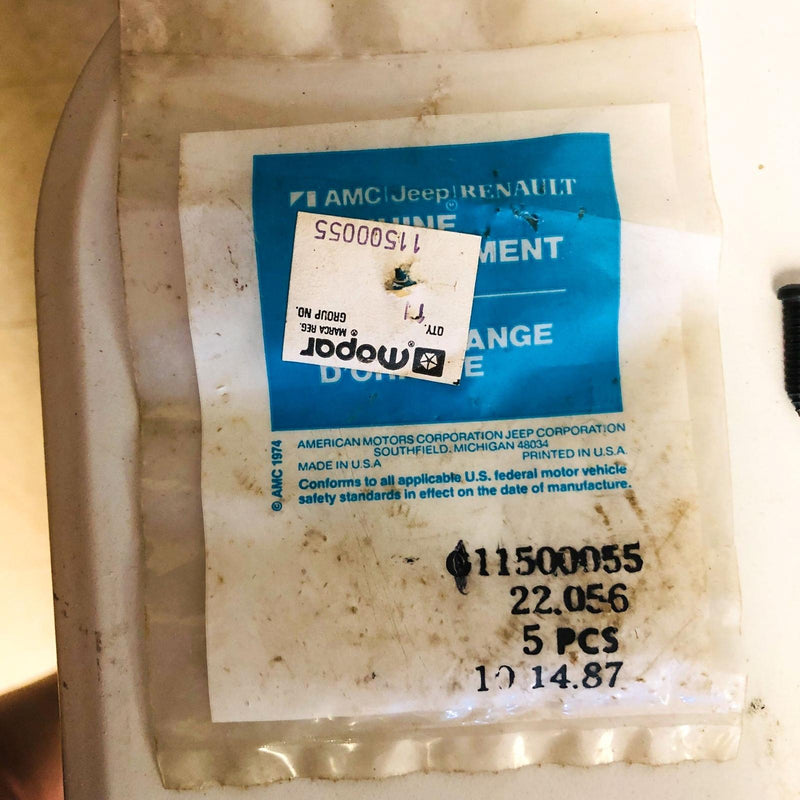 AMC|Jeep|RENAULT
®
MENT
ANGE
11500055
GROUP NO.
QTY.
MARCA REG.
mopar®
© AMC 1974
AMERICAN MOTORS CORPORATION JEEP CORPORATION
SOUTHFIELD, MICHIGAN 48034
MADE IN U.S.A PRINTED IN U.S.A.
Conforms to all applicable U.S. federal motor vehicle
safety standards in effect on the date of manufacture.
11500055
22.056
5 PCS
10 14.87